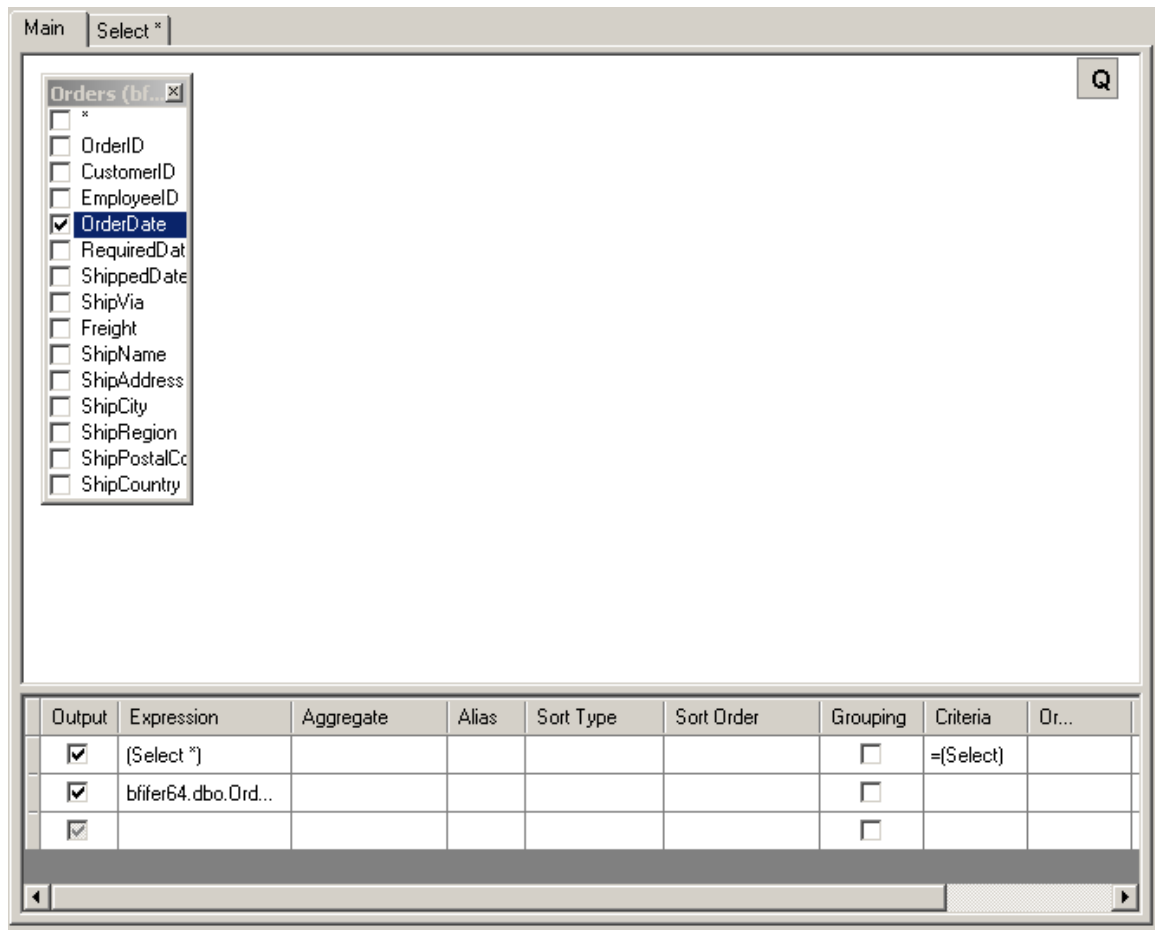 Main Select *
Q
Orders (bf...
*
OrderID
CustomerID
EmployeeID
OrderDate
RequiredDat
ShippedDate
ShipVia
Freight
ShipName
ShipAddress
ShipCity
ShipRegion
ShipPostalCo
ShipCountry
Output Expression Aggregate Alias Sort Type Sort Order Grouping Criteria Or...
(Select *) =(Select)
bfifer64.dbo.Ord...